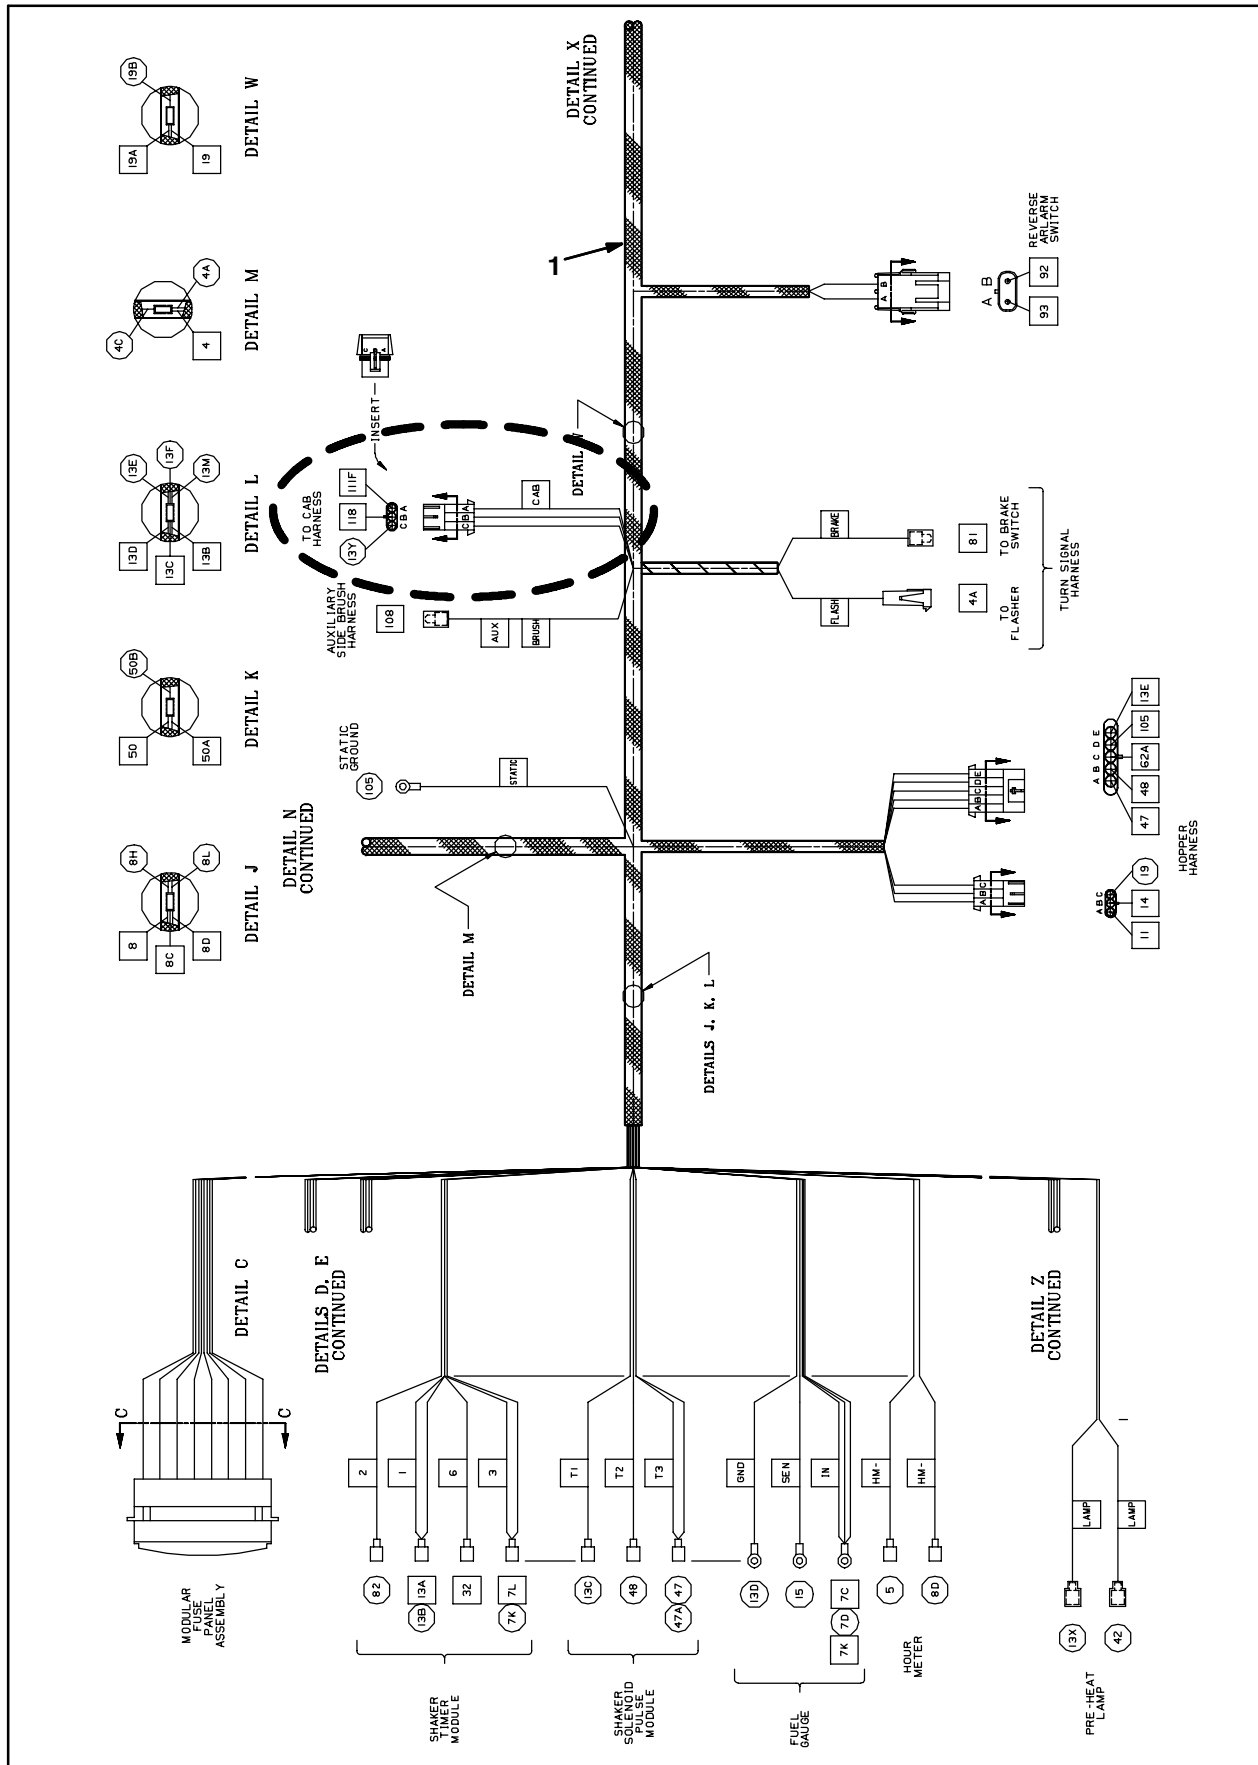 19B
19A
19
DETAIL W
4A
4C
4
DETAIL M
13E
13F
13M
13D
13C
13B
DETAIL L
50B
50
50A
DETAIL K
8H
8L
8
8C
8D
DETAIL J
DETAIL X
CONTINUED
1
REVERSE
ARLARM
SWITCH
A B
A B
92
93
C
A
INSERT
DETAIL
TO CAB
HARNESS
111F
118
13Y
C B A
C B A
CAB
AUXILIARY
SIDE BRUSH
HARNESS
108
AUX
BRUSH
BRAKE
FLASH
81
TO BRAKE
SWITCH
4A
TO
FLASHER
TURN SIGNAL
HARNESS
STATIC
GROUND
105
STATIC
DETAIL N
CONTINUED
DETAIL M
A B C D E
A B C D E
13E
105
62A
48
47
A B C
A B C
19
14
11
HOPPER
HARNESS
DETAILS J, K, L
DETAIL C
C
C
MODULAR
FUSE
PANEL
ASSEMBLY
DETAILS D, E
CONTINUED
2
1
6
3
82
13A
13B
32
7L
7K
SHAKER
TIMER
MODULE
T1
T2
T3
13C
48
47
47A
SHAKER
SOLENOID
PULSE
MODULE
GND
SEN
IN
13D
15
7C
7D
7K
FUEL
GAUGE
HM-
HM-
5
8D
HOUR
METER
DETAIL Z
CONTINUED
LAMP
LAMP
13X
42
PRE-HEAT
LAMP